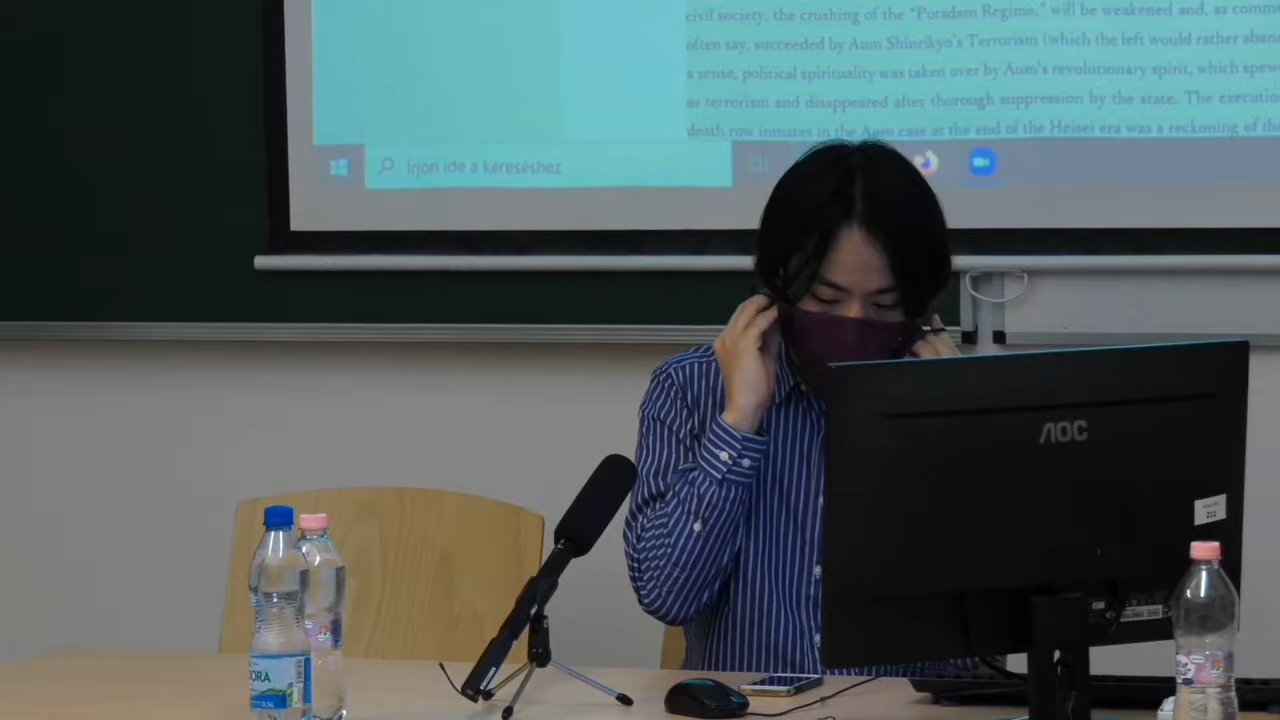 civil society, the crushing of the "Poradam Regime," will be weakened and, as comm
often say, succeeded by Aum Shinrikyo's Terrorism (which the left would rather aban
a sense, political spirituality was taken over by Aum's revolutionary spirit, which spew
as terrorism and disappeared after thorough suppression by the state. The executio
death row inmates in the Aum case at the end of the Heisei era was a reckoning of the
Írjon ide a kereséshez
AOC
211